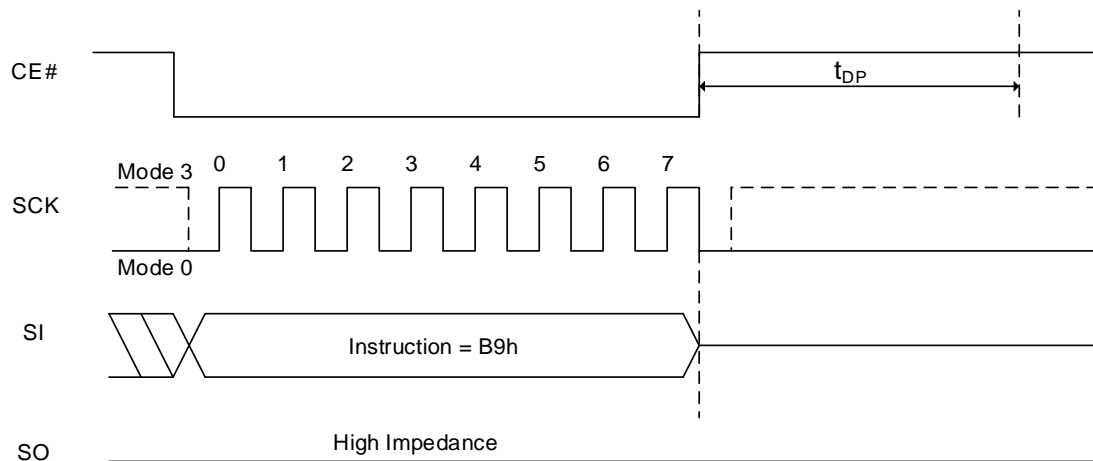 CE#
tDP
Mode 3
0 1 2 3 4 5 6 7
SCK
Mode 0
SI
Instruction = B9h
High Impedance
SO